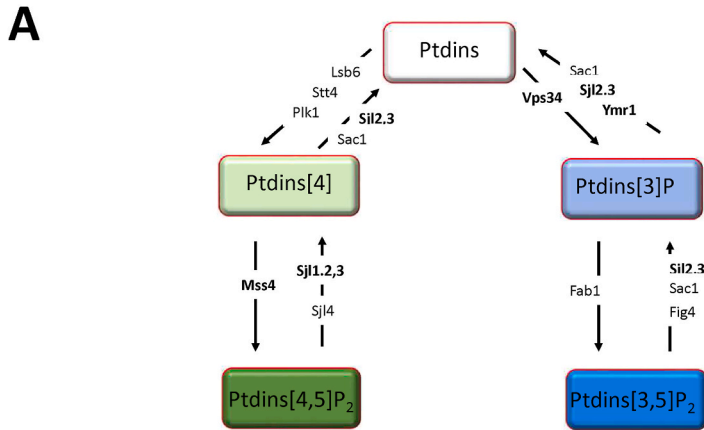 A
Ptdins
Lsb6
Stt4
Plk1
Sil2.3
Sac1
Vps34
Sac1
Sjl2.3
Ymr1
Ptdins[4]
Ptdins[3]P
Mss4
Sjl1.2,3
Sjl4
Fab1
Sil2.3
Sac1
Fig4
Ptdins[4,5]P₂
Ptdins[3,5]P₂